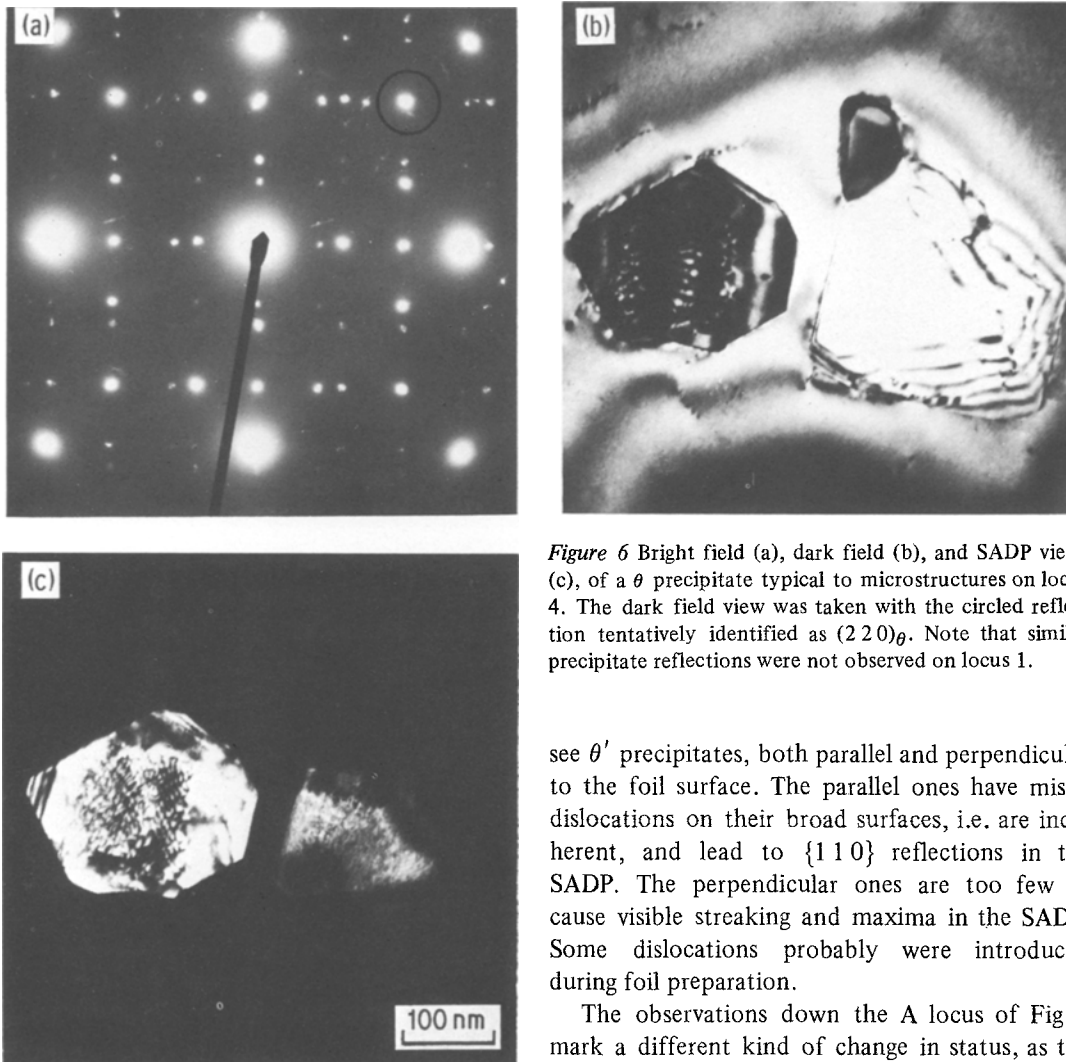 (a)
(b)
(c)
100 nm
Figure 6 Bright field (a), dark field (b), and SADP vie
(c), of a θ precipitate typical to microstructures on loc
4. The dark field view was taken with the circled refle
tion tentatively identified as (2 2 0)θ. Note that simil
precipitate reflections were not observed on locus 1.
see θ′ precipitates, both parallel and perpendicul
to the foil surface. The parallel ones have mis
dislocations on their broad surfaces, i.e. are inc
herent, and lead to {1 1 0} reflections in t
SADP. The perpendicular ones are too few
cause visible streaking and maxima in the SAD
Some dislocations probably were introduc
during foil preparation.
The observations down the A locus of Fig
mark a different kind of change in status, as t